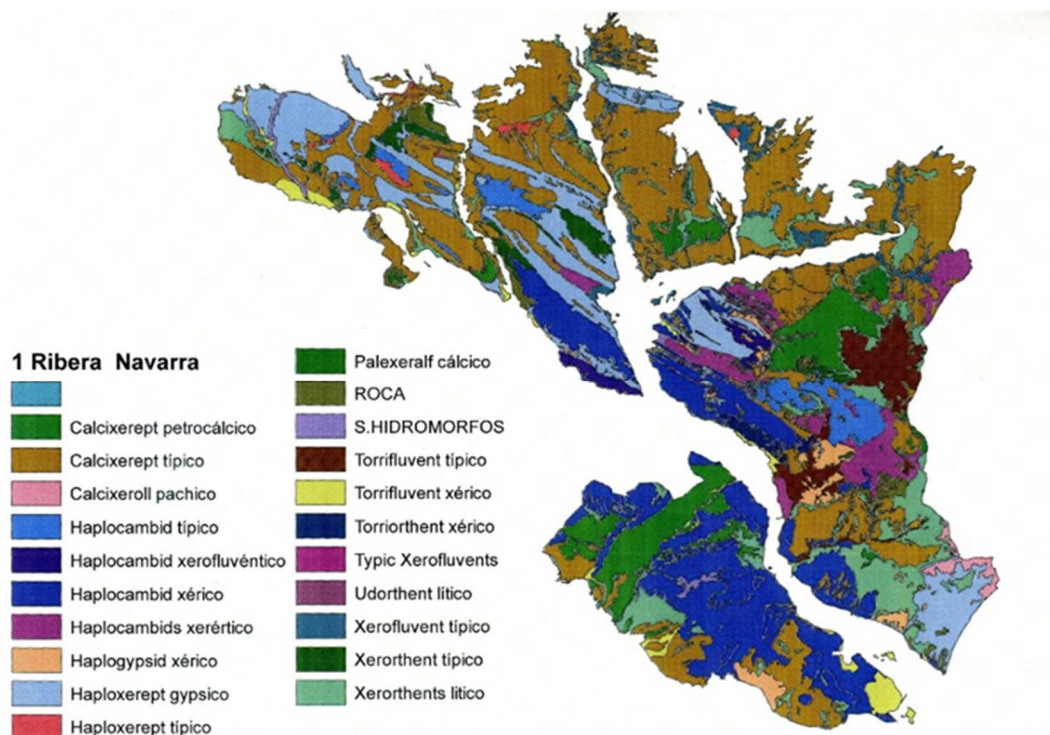 1 Ribera Navarra
Calcixerept petrocálcico
Calcixerept típico
Calcixeroll pachico
Haplocambid típico
Haplocambid xerofluvéntico
Haplocambid xérico
Haplocambids xerértico
Haplogypsid xérico
Haploxerept gypsico
Haploxerept típico
Palexeralf cálcico
ROCA
S.HIDROMORFOS
Torrifluvent típico
Torrifluvent xérico
Torriorthent xérico
Typic Xerofluvents
Udorthent lítico
Xerofluvent típico
Xerorthent típico
Xerorthents lítico